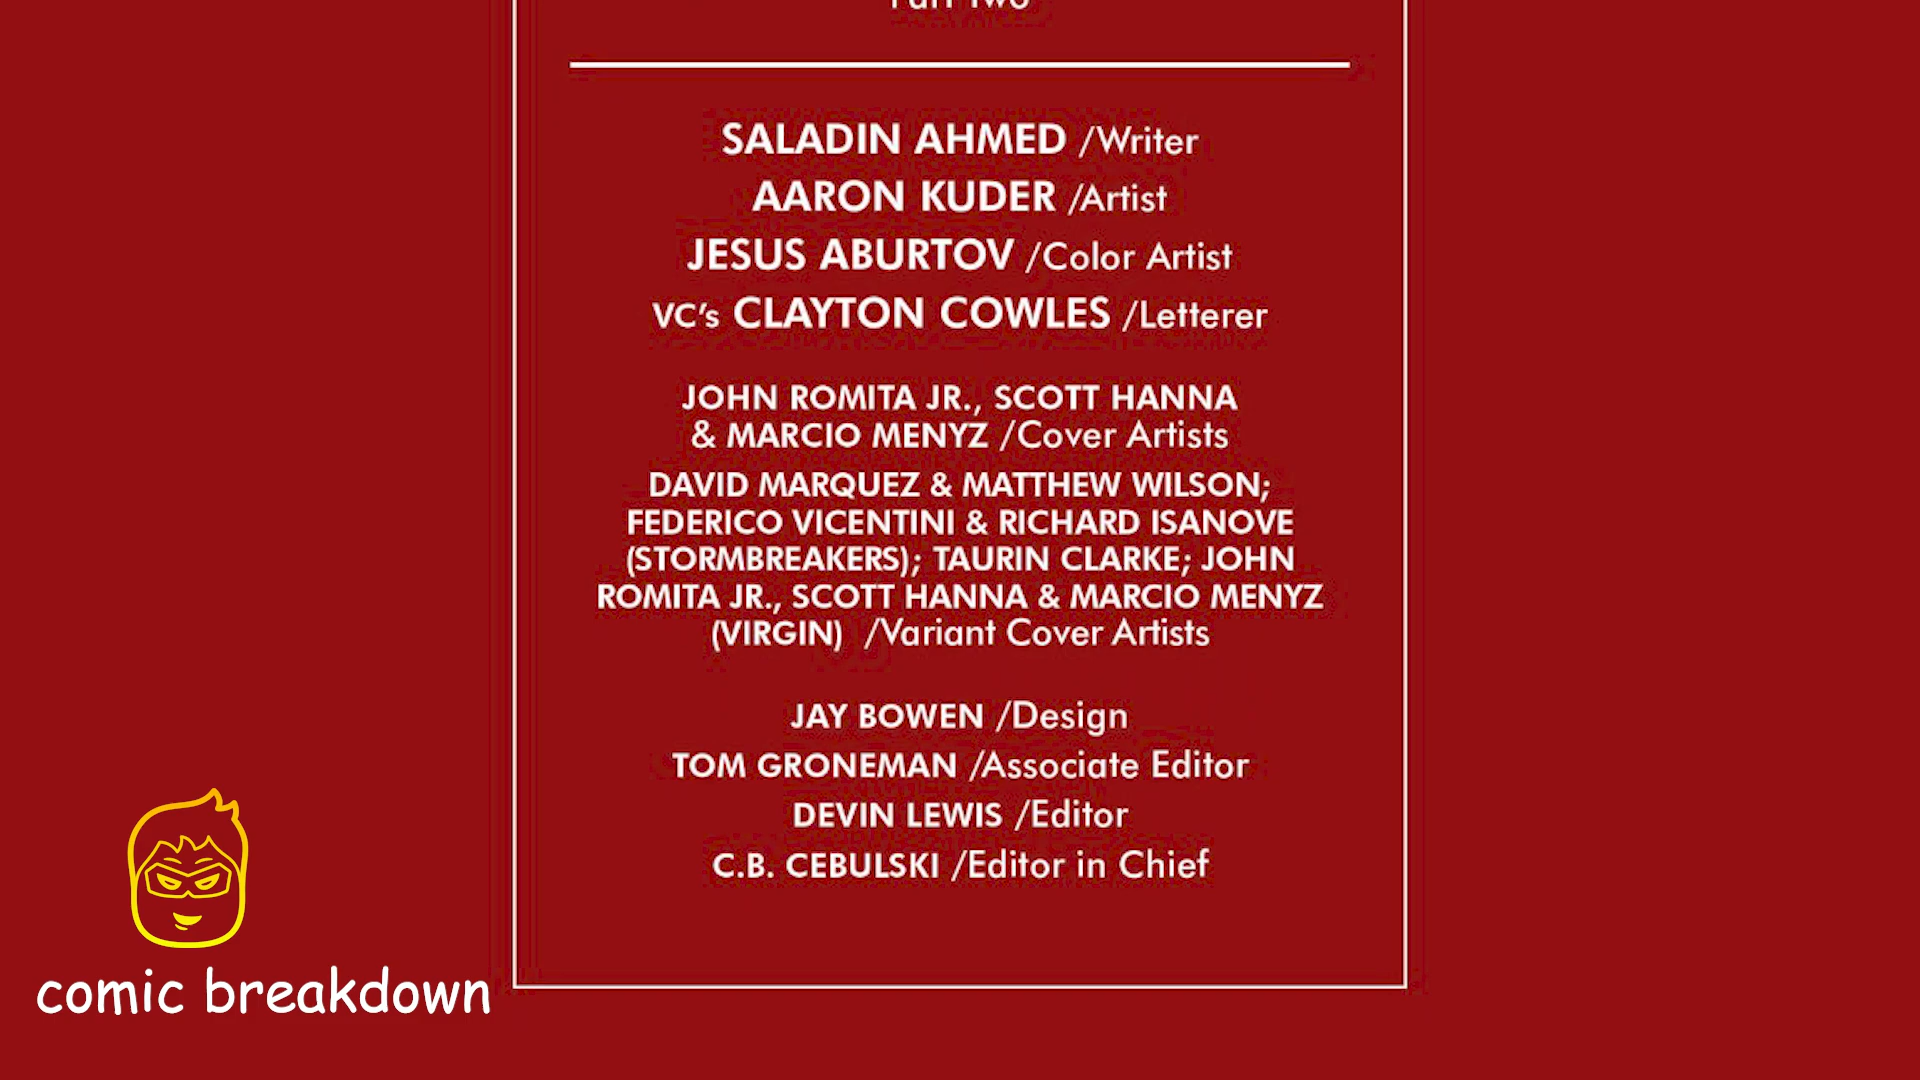 Part Two
SALADIN AHMED /Writer
AARON KUDER /Artist
JESUS ABURTOV /Color Artist
VC's CLAYTON COWLES /Letterer
JOHN ROMITA JR., SCOTT HANNA
& MARCIO MENYZ /Cover Artists
DAVID MARQUEZ & MATTHEW WILSON;
FEDERICO VICENTINI & RICHARD ISANOVE
(STORMBREAKERS); TAURIN CLARKE; JOHN
ROMITA JR., SCOTT HANNA & MARCIO MENYZ
(VIRGIN) /Variant Cover Artists
JAY BOWEN /Design
TOM GRONEMAN /Associate Editor
DEVIN LEWIS /Editor
C.B. CEBULSKI /Editor in Chief
comic breakdown